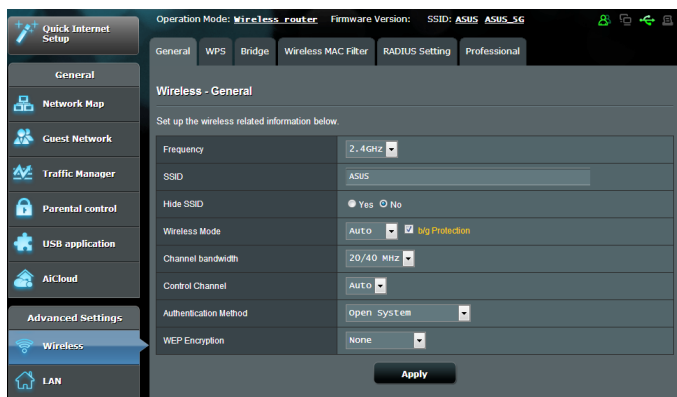 Quick Internet
Setup
Operation Mode: Wireless router Firmware Version: SSID: ASUS ASUS_5G
General WPS Bridge Wireless MAC Filter RADIUS Setting Professional
General
Network Map
Guest Network
Traffic Manager
Parental control
USB application
AiCloud
Advanced Settings
Wireless
LAN
Wireless - General
Set up the wireless related information below.
Frequency 2.4GHz
SSID ASUS
Hide SSID Yes No
Wireless Mode Auto b/g Protection
Channel bandwidth 20/40 MHz
Control Channel Auto
Authentication Method Open System
WEP Encryption None
Apply